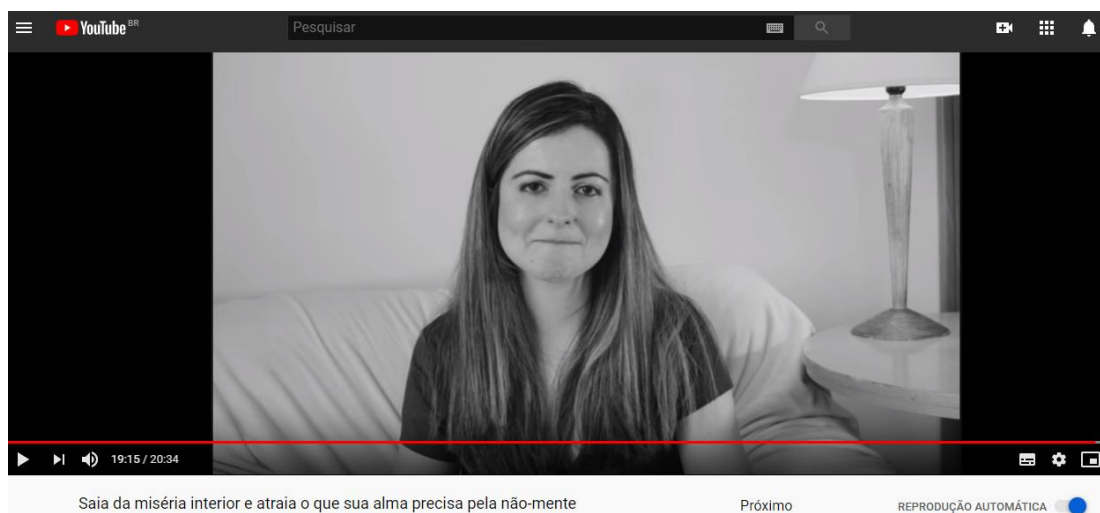 YouTube BR
Pesquisar
19:15 / 20:34
Saia da miséria interior e atraia o que sua alma precisa pela não-mente
Próximo
REPRODUÇÃO AUTOMÁTICA